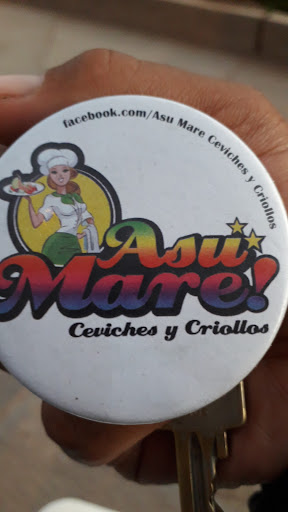 facebook.com/Asu Mare Ceviches y Criollos
Asu
Mare!
Ceviches y Criollos